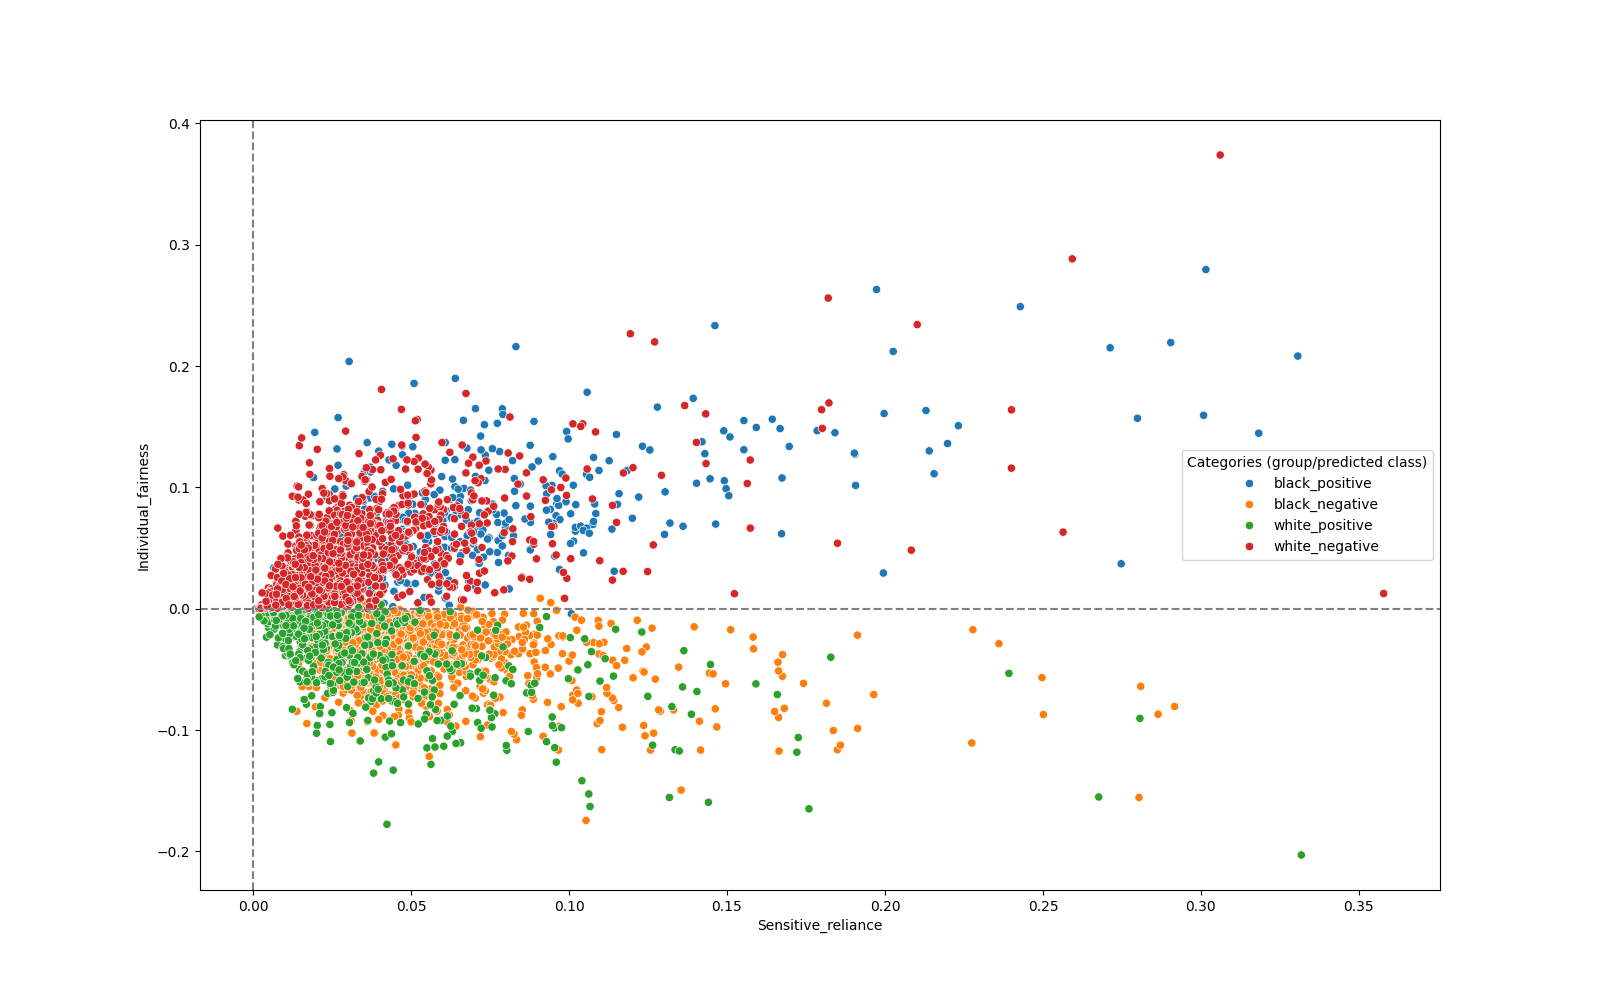 0.4
0.3
0.2
0.1
0.0
−0.1
−0.2
Individual_fairness
Categories (group/predicted class)
black_positive
black_negative
white_positive
white_negative
0.00 0.05 0.10 0.15 0.20 0.25 0.30 0.35
Sensitive_reliance